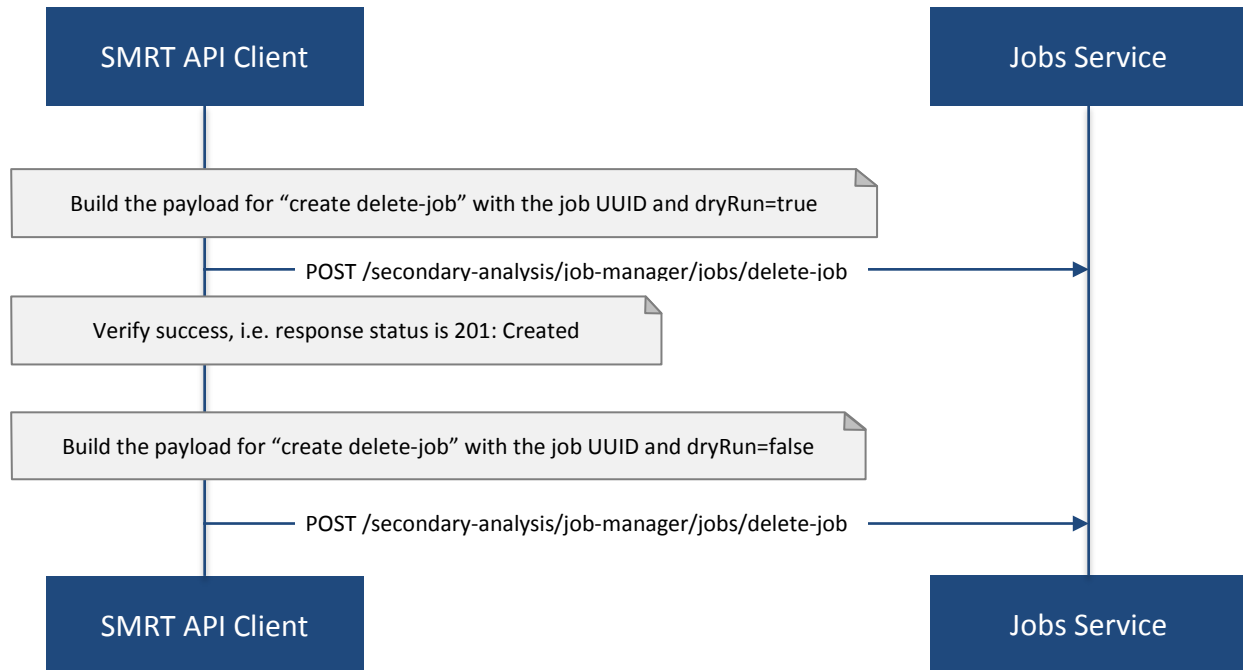 SMRT API Client
Jobs Service
Build the payload for “create delete-job” with the job UUID and dryRun=true
POST /secondary-analysis/job-manager/jobs/delete-job
Verify success, i.e. response status is 201: Created
Build the payload for “create delete-job” with the job UUID and dryRun=false
POST /secondary-analysis/job-manager/jobs/delete-job
SMRT API Client
Jobs Service